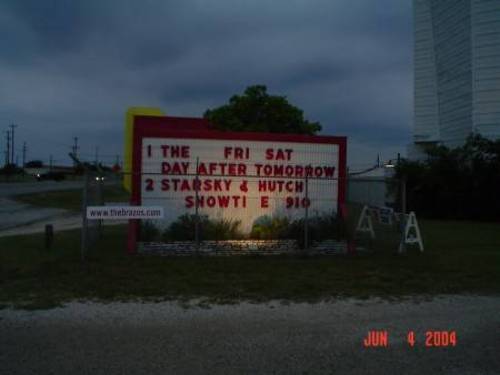 1 THE FRI SAT
DAY AFTER TOMORROW
2 STARSKY & HUTCH
SHOWTI E 910
www.thebrazos.com
JUN 4 2004